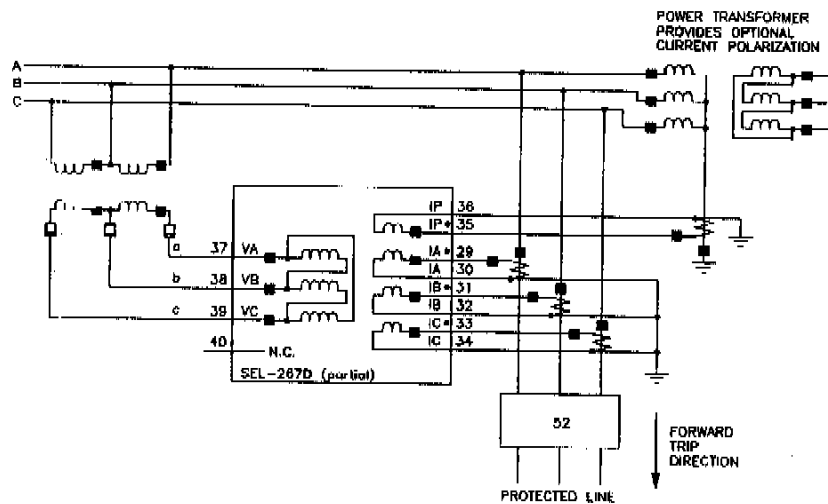 POWER TRANSFORMER
PROVIDES OPTIONAL
CURRENT POLARIZATION
A
B
C
IP 36
IP* 35
a 37 VA
IA* 29
IA 30
b 38 VB
IB* 31
IB 32
c 39 VC
IC* 33
IC 34
40 N.C.
SEL-267D (partial)
52
FORWARD
TRIP
DIRECTION
PROTECTED LINE